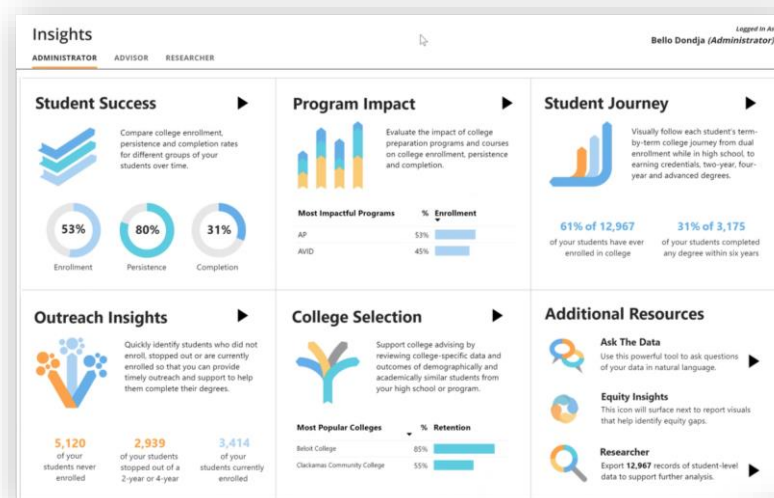 Insights
Logged In As
Bello Dondja (Administrator)
ADMINISTRATOR ADVISOR RESEARCHER
Student Success
Compare college enrollment,
persistence and completion rates
for different groups of your
students over time.
53%
80%
31%
Enrollment
Persistence
Completion
Program Impact
Evaluate the impact of college
preparation programs and courses
on college enrollment, persistence
and completion.
Most Impactful Programs % Enrollment
AP 53%
AVID 45%
Student Journey
Visually follow each student's term-
by-term college journey from dual
enrollment while in high school, to
earning credentials, two-year, four-
year and advanced degrees.
61% of 12,967
of your students have ever
enrolled in college
31% of 3,175
of your students completed
any degree within six years
Outreach Insights
Quickly identify students who did not
enroll, stopped out or are currently
enrolled so that you can provide
timely outreach and support to help
them complete their degrees.
5,120
of your
students never
enrolled
2,939
of your students
stopped out of a
2-year or 4-year
3,414
of your
students currently
enrolled
College Selection
Support college advising by
reviewing college-specific data and
outcomes of demographically and
academically similar students from
your high school or program.
Most Popular Colleges % Retention
Beloit College 85%
Clackamas Community College 55%
Additional Resources
Ask The Data
Use this powerful tool to ask questions
of your data in natural language.
Equity Insights
This icon will surface next to report visuals
that help identify equity gaps.
Researcher
Export 12,967 records of student-level
data to support further analysis.